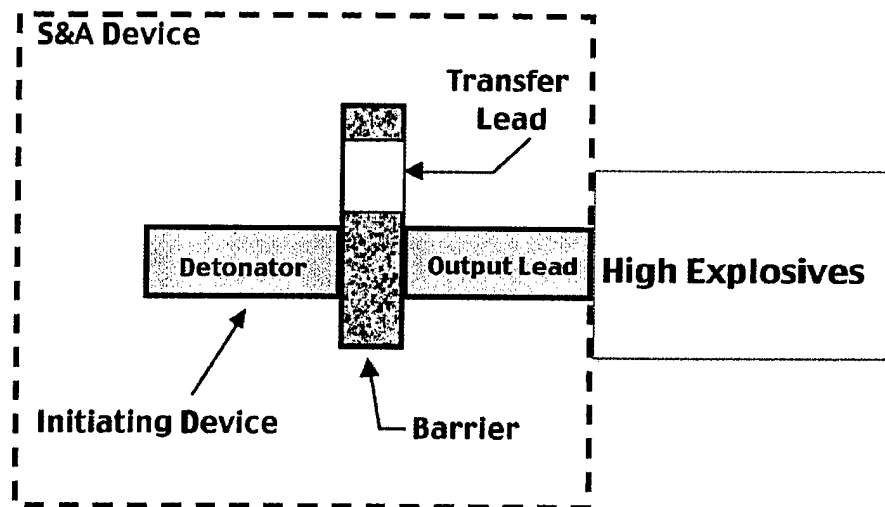 S&A Device
Transfer
Lead
Detonator
Output Lead
High Explosives
Initiating Device
Barrier